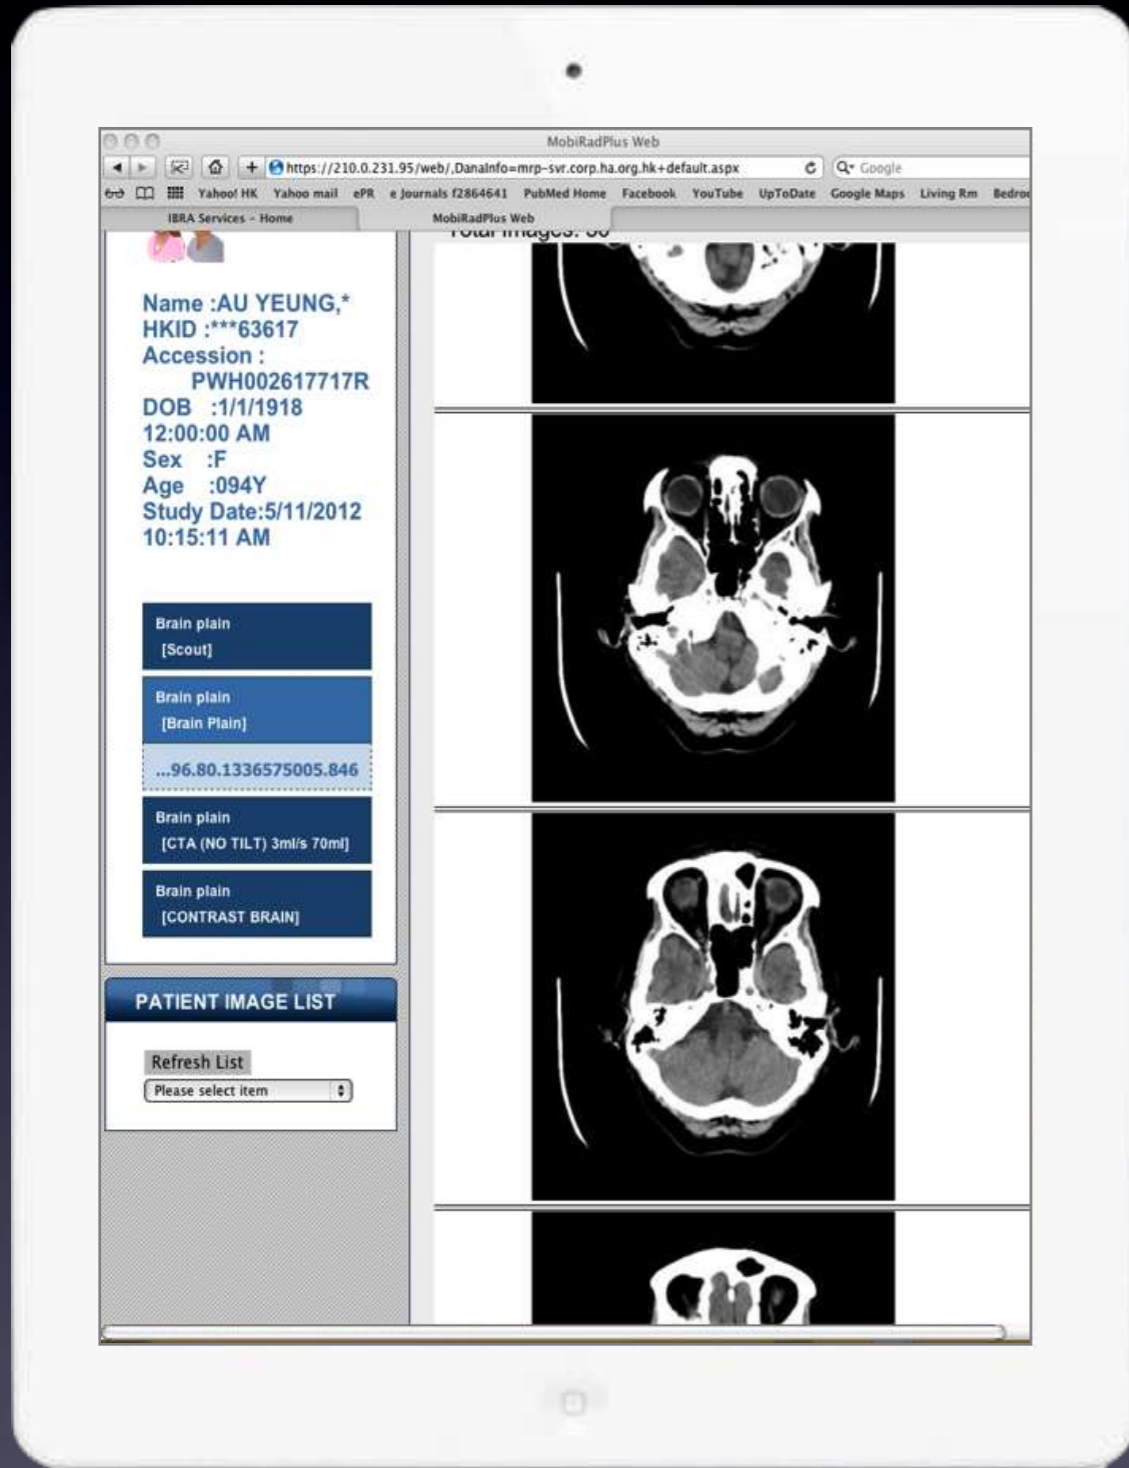 MobiRadPlus Web
https://210.0.231.95/web/,DanaInfo=mrp-svr.corp.ha.org.hk+default.aspx
Google
Yahoo! HK Yahoo mail ePR e Journals f2864641 PubMed Home Facebook YouTube UpToDate Google Maps Living Rm
IBRA Services - Home
MobiRadPlus Web
Total Images: 30
Name :AU YEUNG,*
HKID :***63617
Accession :
PWH002617717R
DOB :1/1/1918
12:00:00 AM
Sex :F
Age :094Y
Study Date:5/11/2012
10:15:11 AM
Brain plain
[Scout]
Brain plain
[Brain Plain]
...96.80.1336575005.846
Brain plain
[CTA (NO TILT) 3ml/s 70ml]
Brain plain
[CONTRAST BRAIN]
PATIENT IMAGE LIST
Refresh List
Please select item